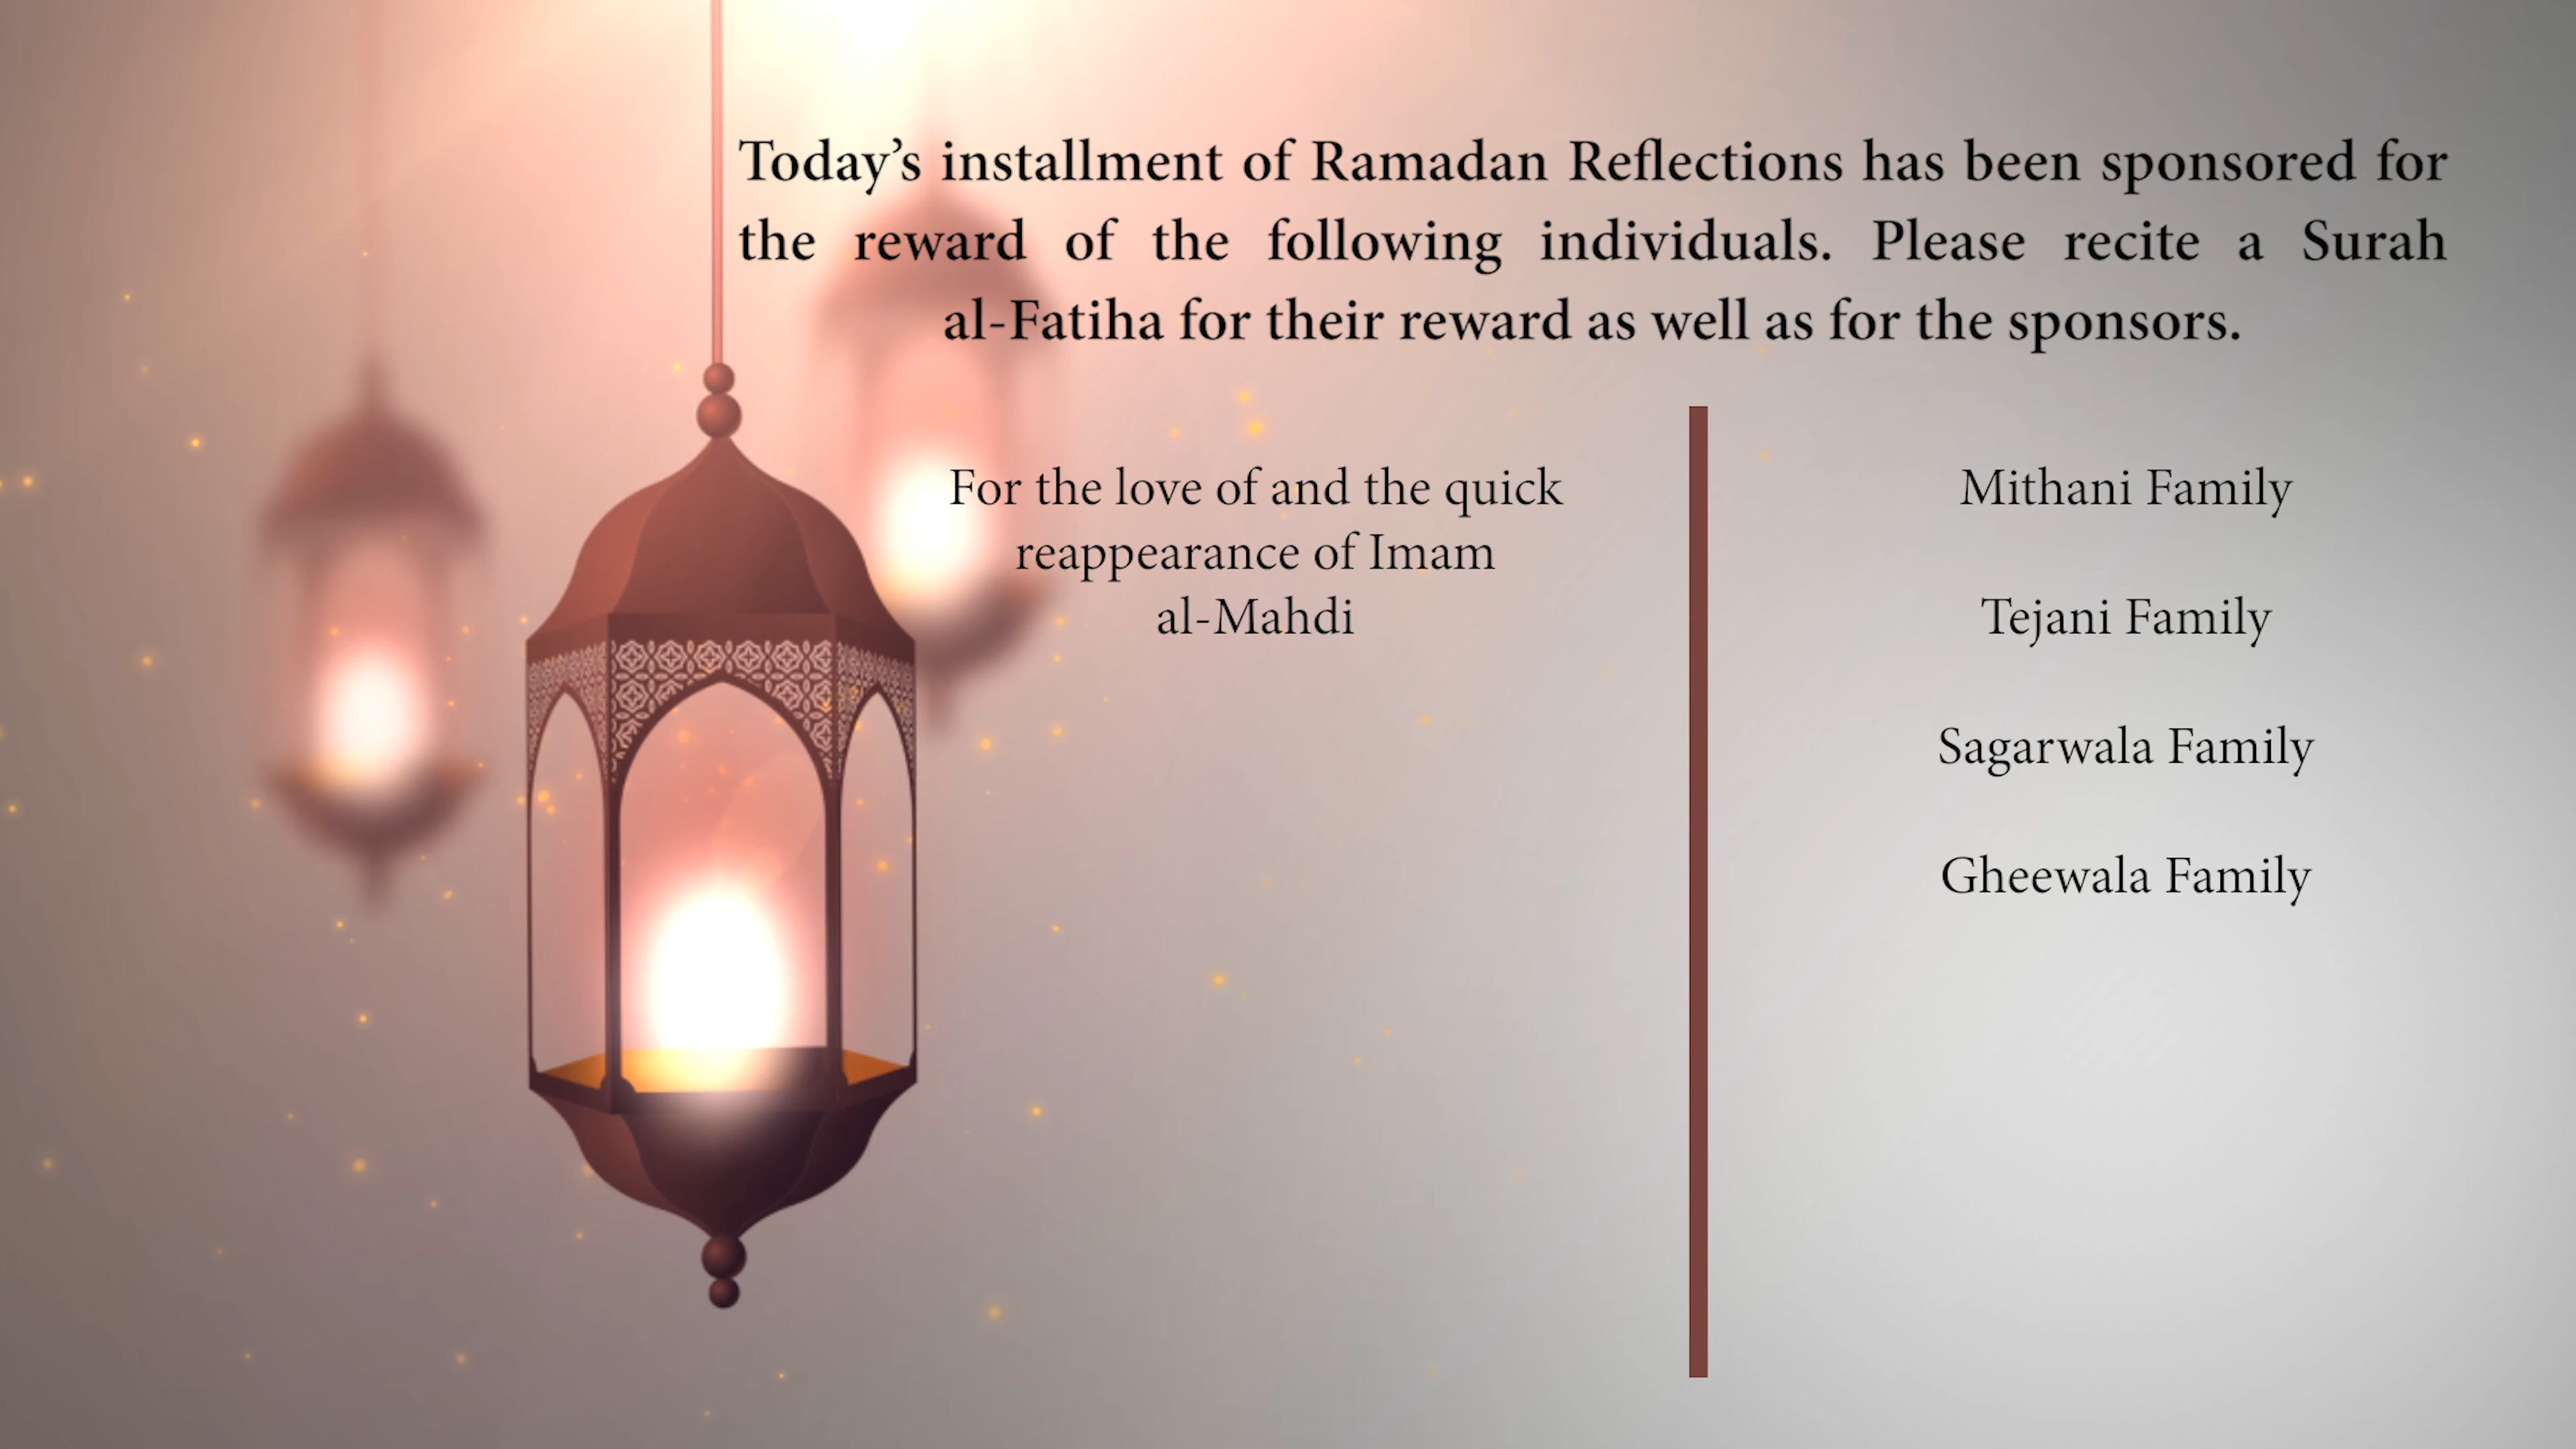 Today’s installment of Ramadan Reflections has been sponsored for
the reward of the following individuals. Please recite a Surah
al-Fatiha for their reward as well as for the sponsors.
For the love of and the quick
reappearance of Imam
al-Mahdi
Mithani Family
Tejani Family
Sagarwala Family
Gheewala Family